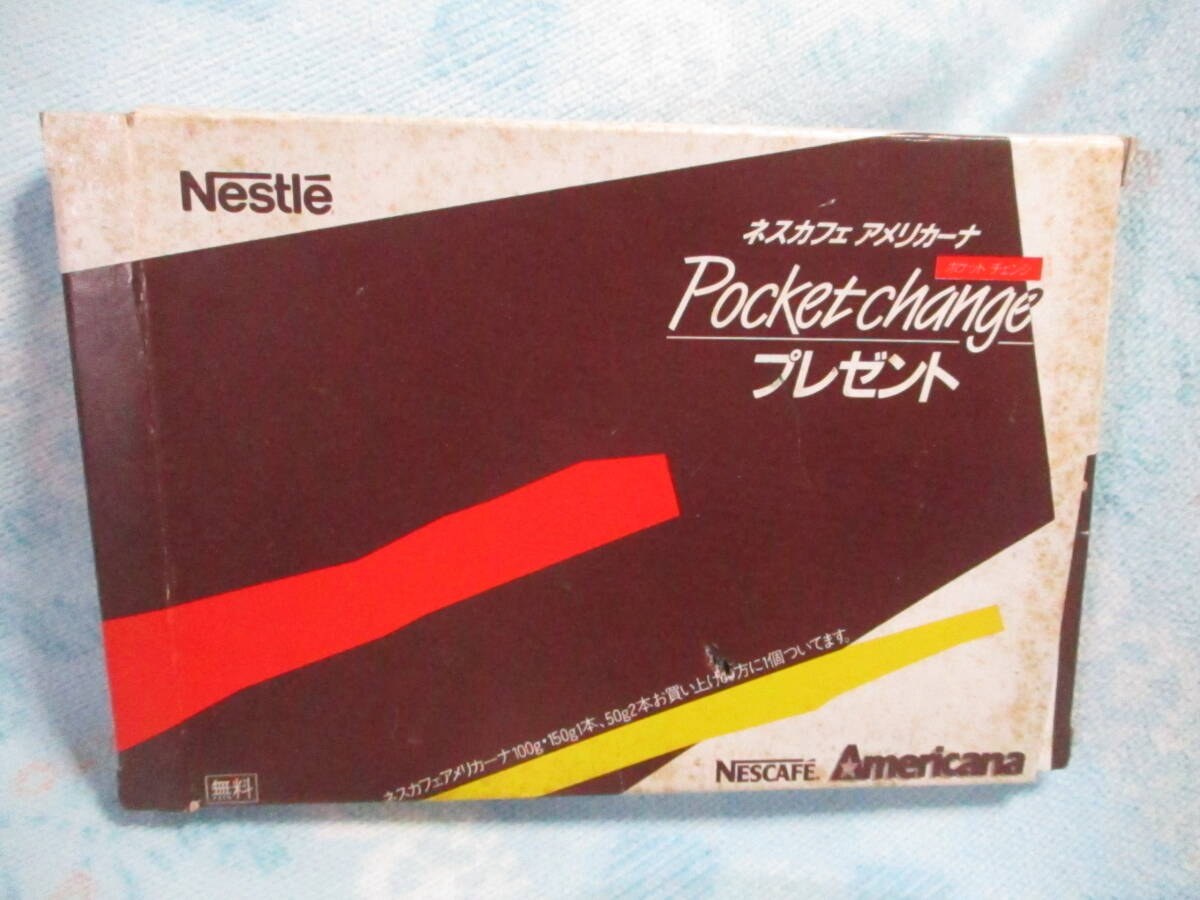 Nestlé
ネスカフェ アメリカーナ
ポケット チェンジ
Pocket change
プレゼント
ネスカフェアメリカーナ100g・150g1本、50g2本お買い上げの方に1個ついてます。
無料
NESCAFÉ Americana